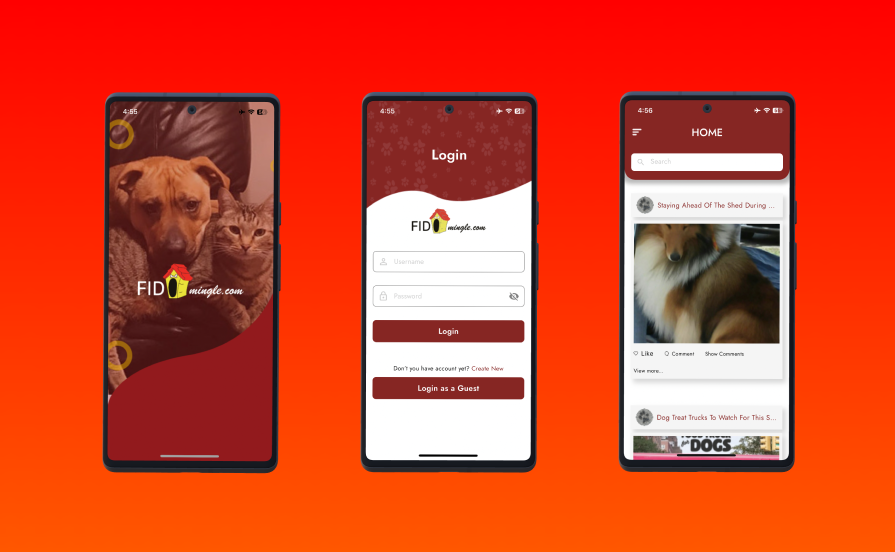 4:55
FIDO mingle.com
4:55
Login
FIDO mingle.com
Username
Password
Login
Don't you have account yet? Create New
Login as a Guest
4:56
HOME
Search
Staying Ahead Of The Shed During ...
Like
Comment
Show Comments
View more...
Dog Treat Trucks To Watch For This S...
DOGS